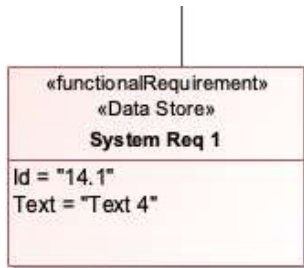 «functionalRequirement»
«Data Store»
System Req 1
Id = "14.1"
Text = "Text 4"